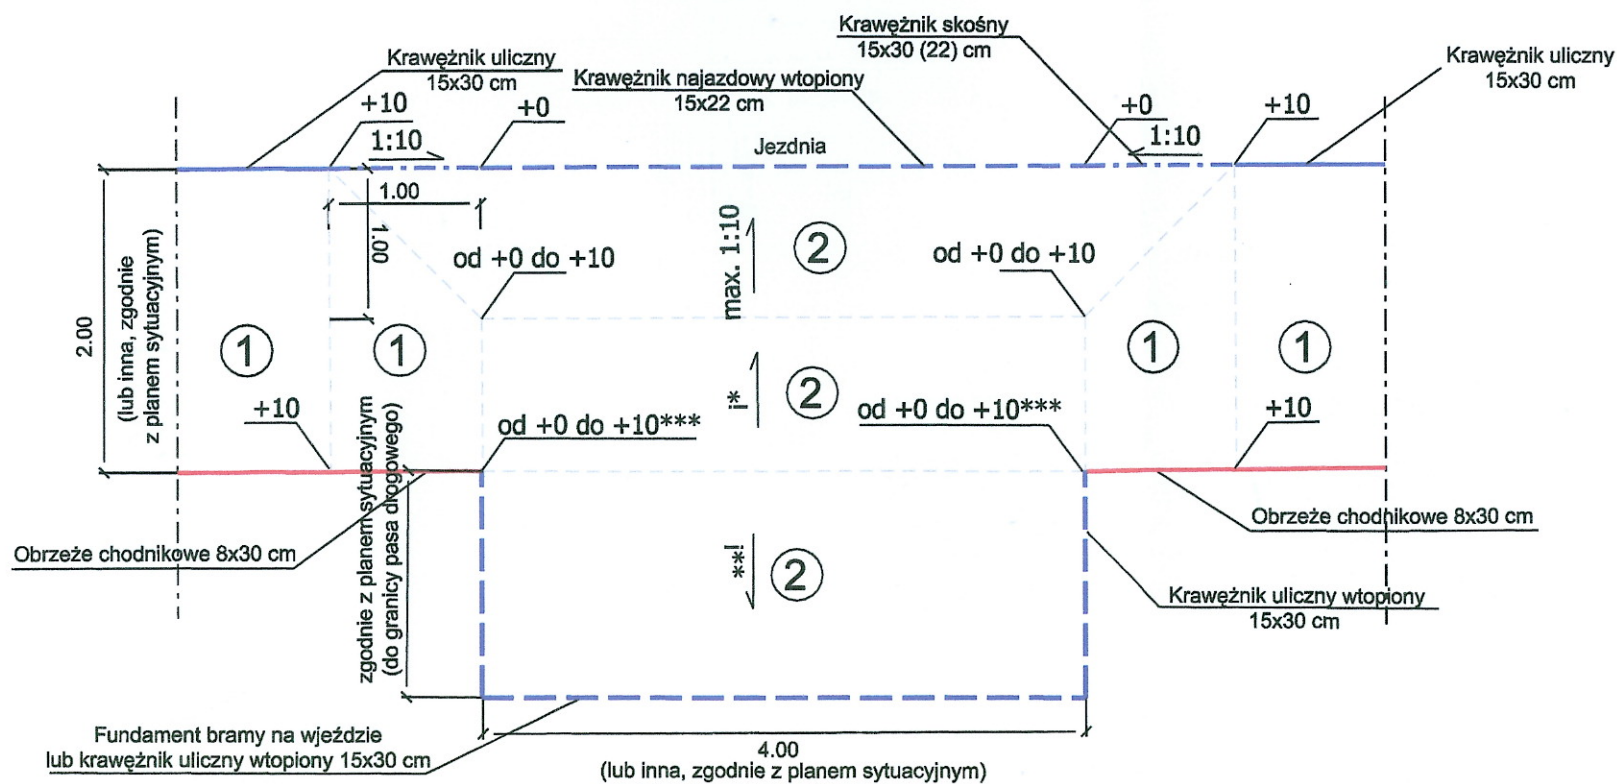 Krawężnik skośny
15x30 (22) cm
Krawężnik uliczny
15x30 cm
Krawężnik najazdowy wtopiony
15x22 cm
Krawężnik uliczny
15x30 cm
+10
+0
+0
+10
1:10
Jezdnia
1:10
1.00
1.00
2.00
(lub inna, zgodnie
z planem sytuacyjnym)
od +0 do +10
max. 1:10
2
od +0 do +10
1
1
i*
2
1
1
+10
od +0 do +10***
od +0 do +10***
+10
zgodnie z planem sytuacyjnym
(do granicy pasa drogowego)
Obrzeże chodnikowe 8x30 cm
Obrzeże chodnikowe 8x30 cm
i**
2
Krawężnik uliczny wtopiony
15x30 cm
Fundament bramy na wjeździe
lub krawężnik uliczny wtopiony 15x30 cm
4.00
(lub inna, zgodnie z planem sytuacyjnym)